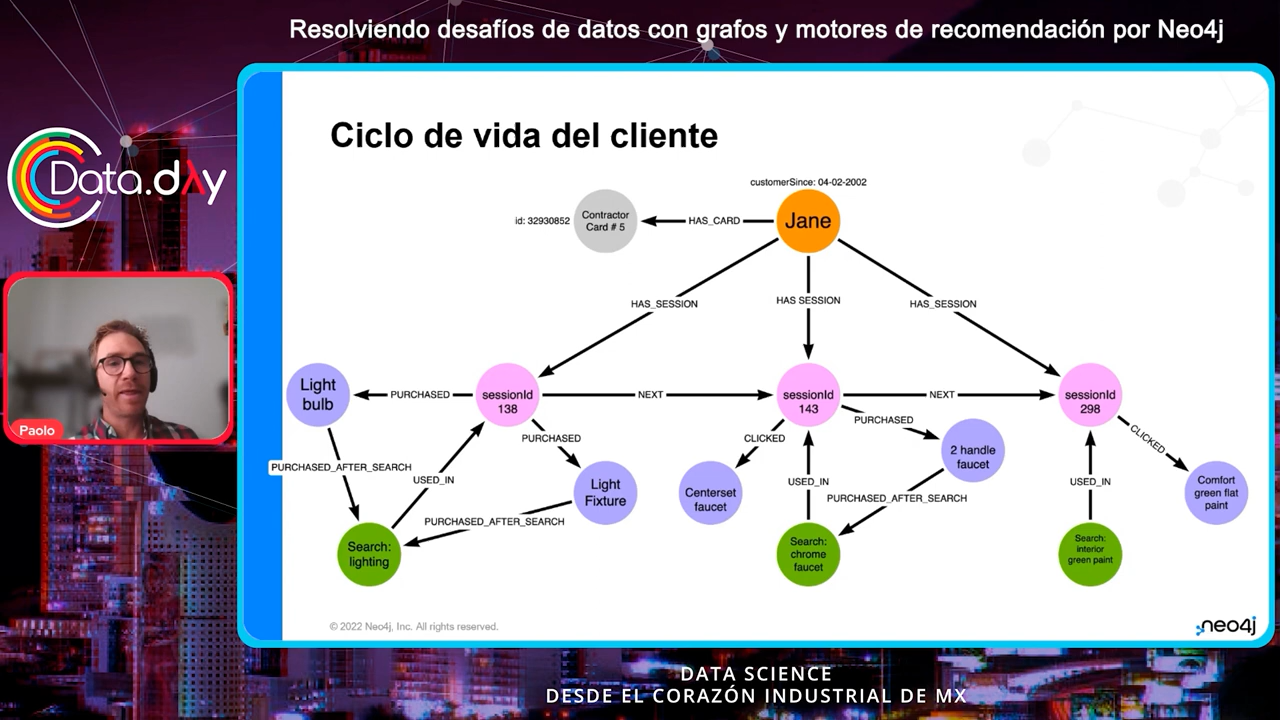 Resolviendo desafíos de datos con grafos y motores de recomendación por Neo4j
Data.dAy
Paolo
Ciclo de vida del cliente
customerSince: 04-02-2002
id: 32930852
Contractor
Card # 5
HAS_CARD
Jane
HAS_SESSION
HAS SESSION
HAS_SESSION
Light
bulb
PURCHASED
sessionId
138
NEXT
sessionId
143
NEXT
sessionId
298
PURCHASED
CLICKED
PURCHASED
CLICKED
PURCHASED_AFTER_SEARCH
USED_IN
Light
Fixture
Centerset
faucet
USED_IN
2 handle
faucet
USED_IN
Comfort
green flat
paint
PURCHASED_AFTER_SEARCH
PURCHASED_AFTER_SEARCH
Search:
lighting
Search:
chrome
faucet
Search:
interior
green paint
© 2022 Neo4j, Inc. All rights reserved.
neo4j
DATA SCIENCE
DESDE EL CORAZÓN INDUSTRIAL DE MX